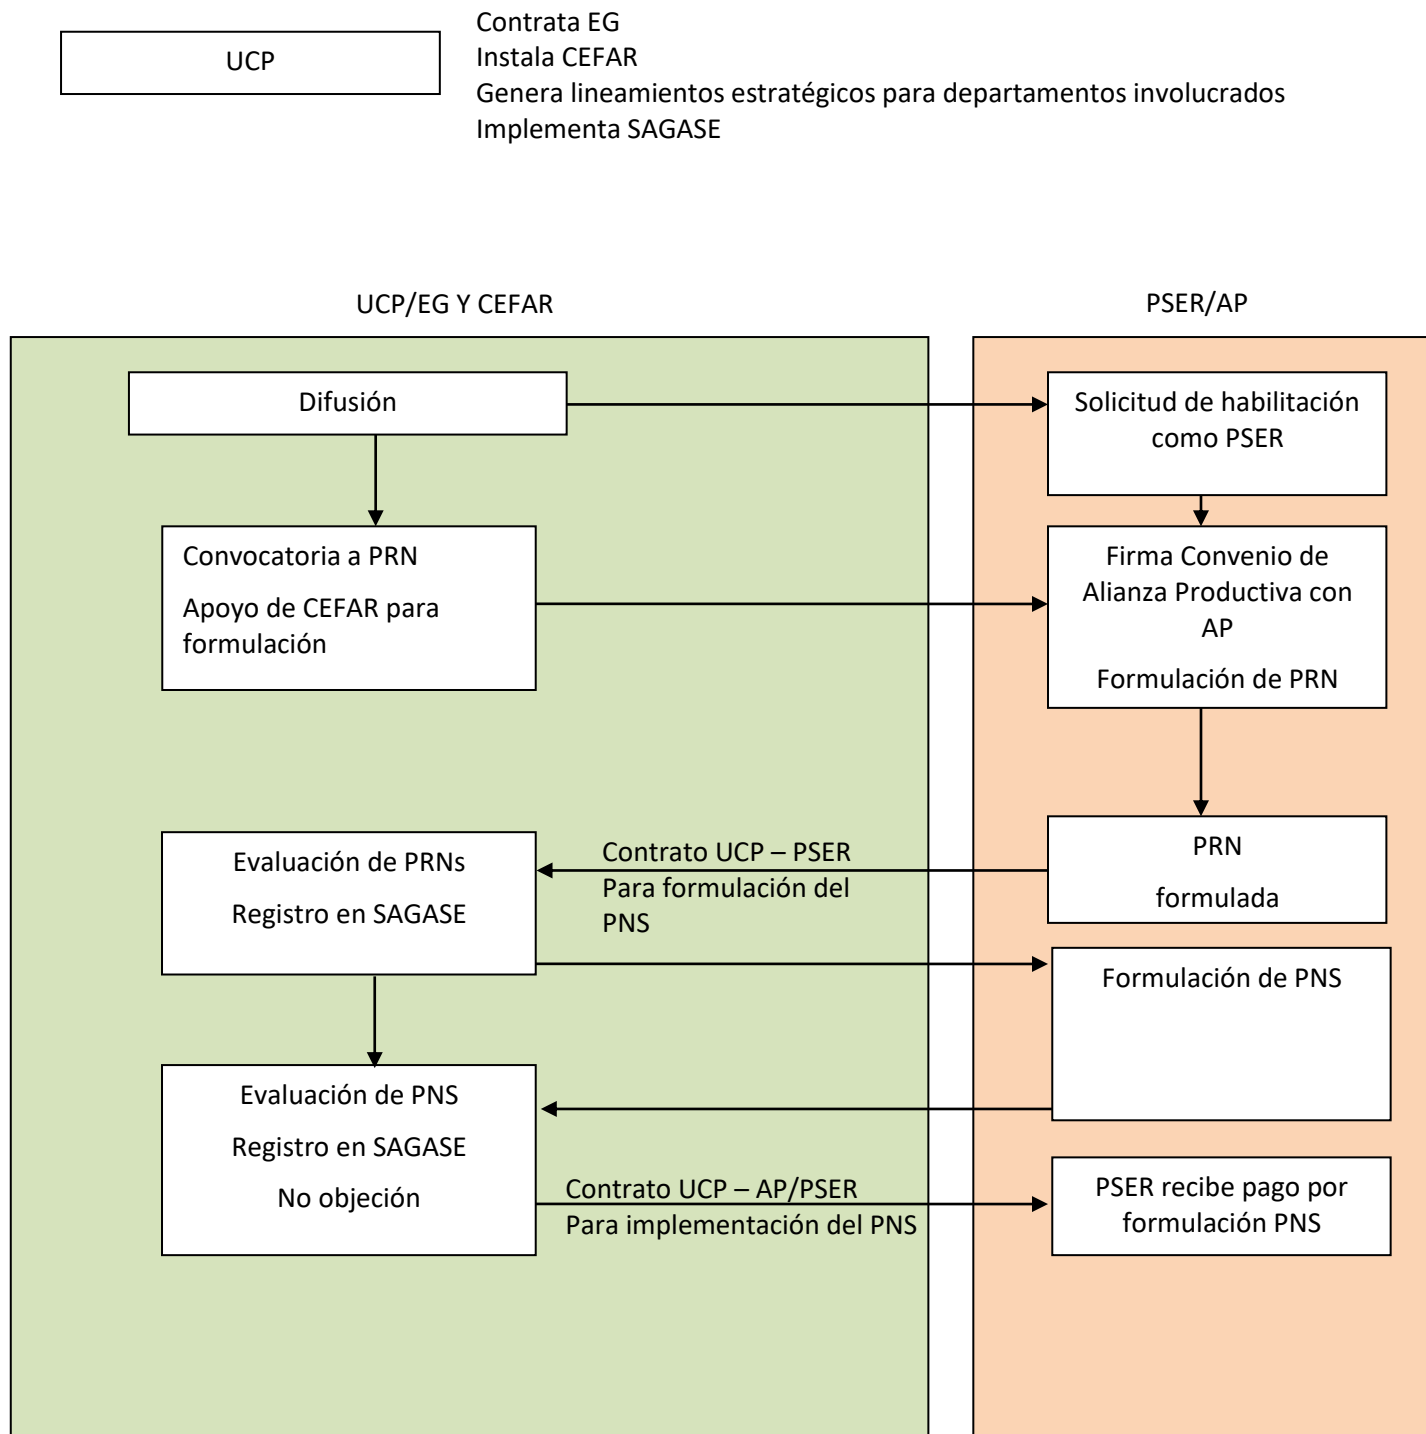 UCP
Contrata EG
Instala CEFAR
Genera lineamientos estratégicos para departamentos involucrados
Implementa SAGASE
UCP/EG Y CEFAR
PSER/AP
Difusión
Solicitud de habilitación
como PSER
Convocatoria a PRN
Apoyo de CEFAR para
formulación
Firma Convenio de
Alianza Productiva con
AP
Formulación de PRN
Evaluación de PRNs
Registro en SAGASE
Contrato UCP – PSER
Para formulación del
PNS
PRN
formulada
Formulación de PNS
Evaluación de PNS
Registro en SAGASE
No objeción
Contrato UCP – AP/PSER
Para implementación del PNS
PSER recibe pago por
formulación PNS